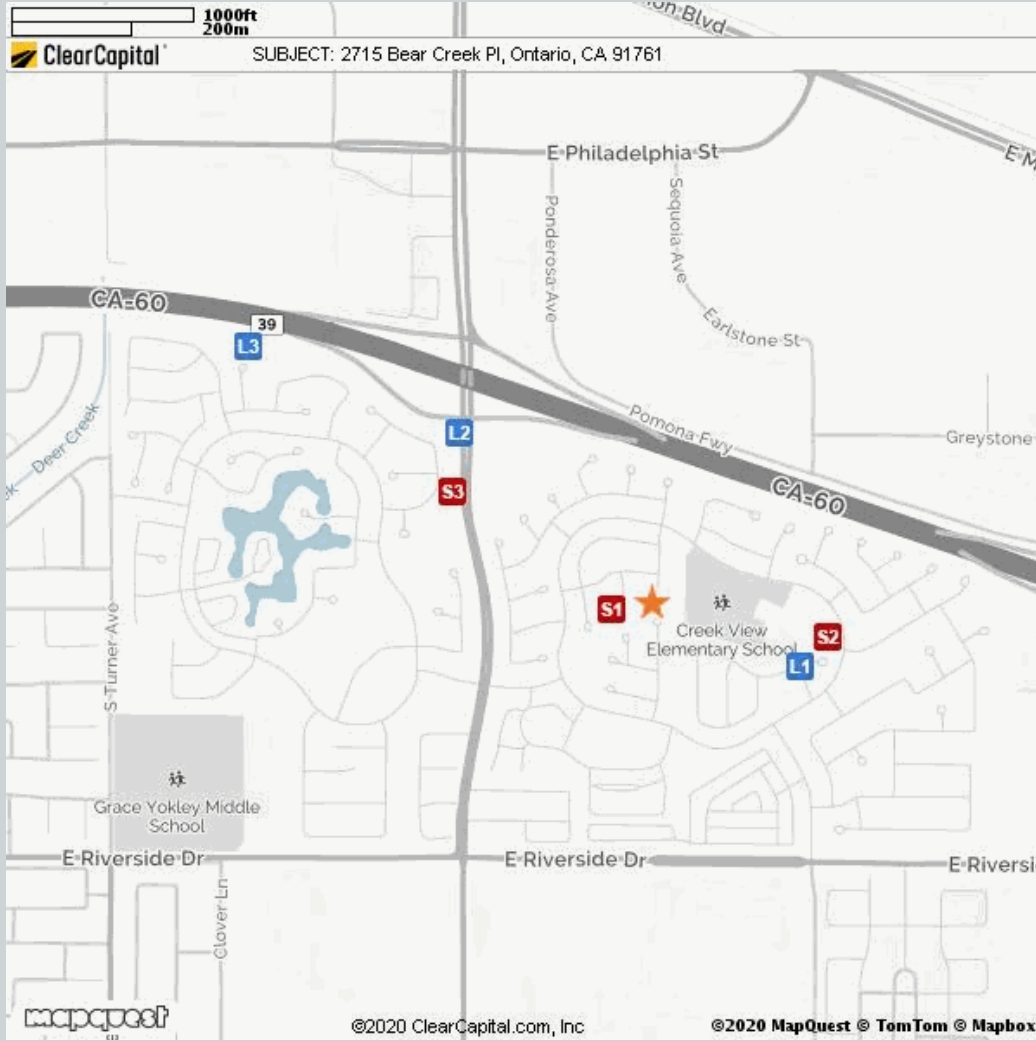 1000ft
200m
ClearCapital
SUBJECT: 2715 Bear Creek Pl, Ontario, CA 91761
Blvd
E Philadelphia St
E M
Ponderosa Ave
Sequoia Ave
Earlstone St
CA-60
39
L3
L2
Pomona Fwy
Greystone
Deer Creek
ek
S3
CA-60
S1
Creek View
Elementary School
S2
L1
S Turner Ave
Grace Yokley Middle
School
E Riverside Dr
E Riverside Dr
E Riversi
Clover Ln
mapquest
©2020 ClearCapital.com, Inc
©2020 MapQuest © TomTom © Mapbox